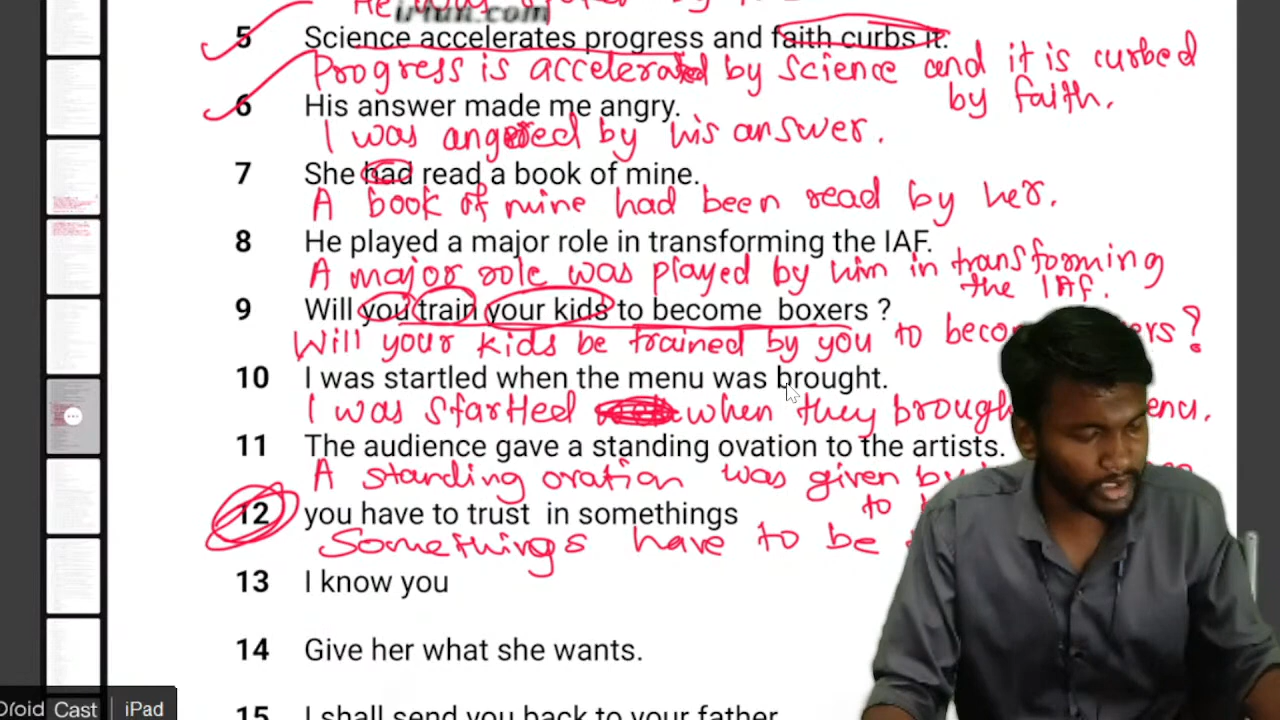 He was
irfan.com
5 Science accelerates progress and faith curbs it.
Progress is accelerated by science and it is curbed
by faith.
6 His answer made me angry.
I was angered by his answer.
7 She had read a book of mine.
A book of mine had been read by her.
8 He played a major role in transforming the IAF.
A major role was played by him in transforming
the IAF.
9 Will you train your kids to become boxers ?
Will your kids be trained by you to
10 I was startled when the menu was brought.
I was startled when they
11 The audience gave a standing ovation to the artists.
A standing ovation was given by
to
12 you have to trust in somethings
Somethings have to be
13 I know you
14 Give her what she wants.
15 I shall send you back to your father
Cast iPad